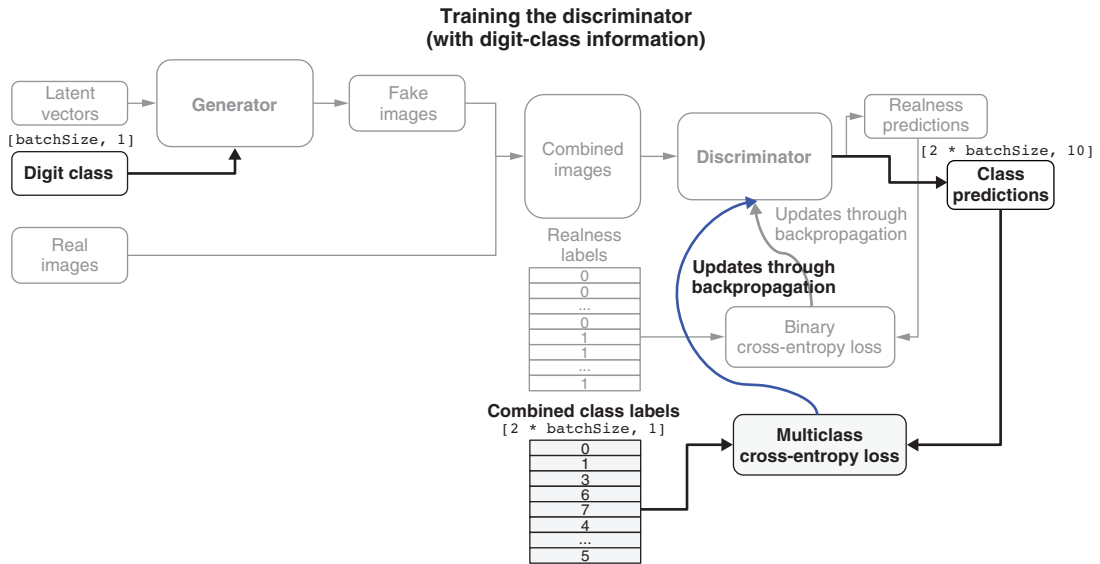 Training the discriminator
(with digit-class information)
Latent
vectors
Generator
Fake
images
[batchSize, 1]
Digit class
Real
images
Combined
images
Discriminator
Realness
predictions
[2 * batchSize, 10]
Class
predictions
Updates through
backpropagation
Realness
labels
0
0
...
0
1
1
...
1
Updates through
backpropagation
Binary
cross-entropy loss
Combined class labels
[2 * batchSize, 1]
0
1
3
6
7
4
...
5
Multiclass
cross-entropy loss